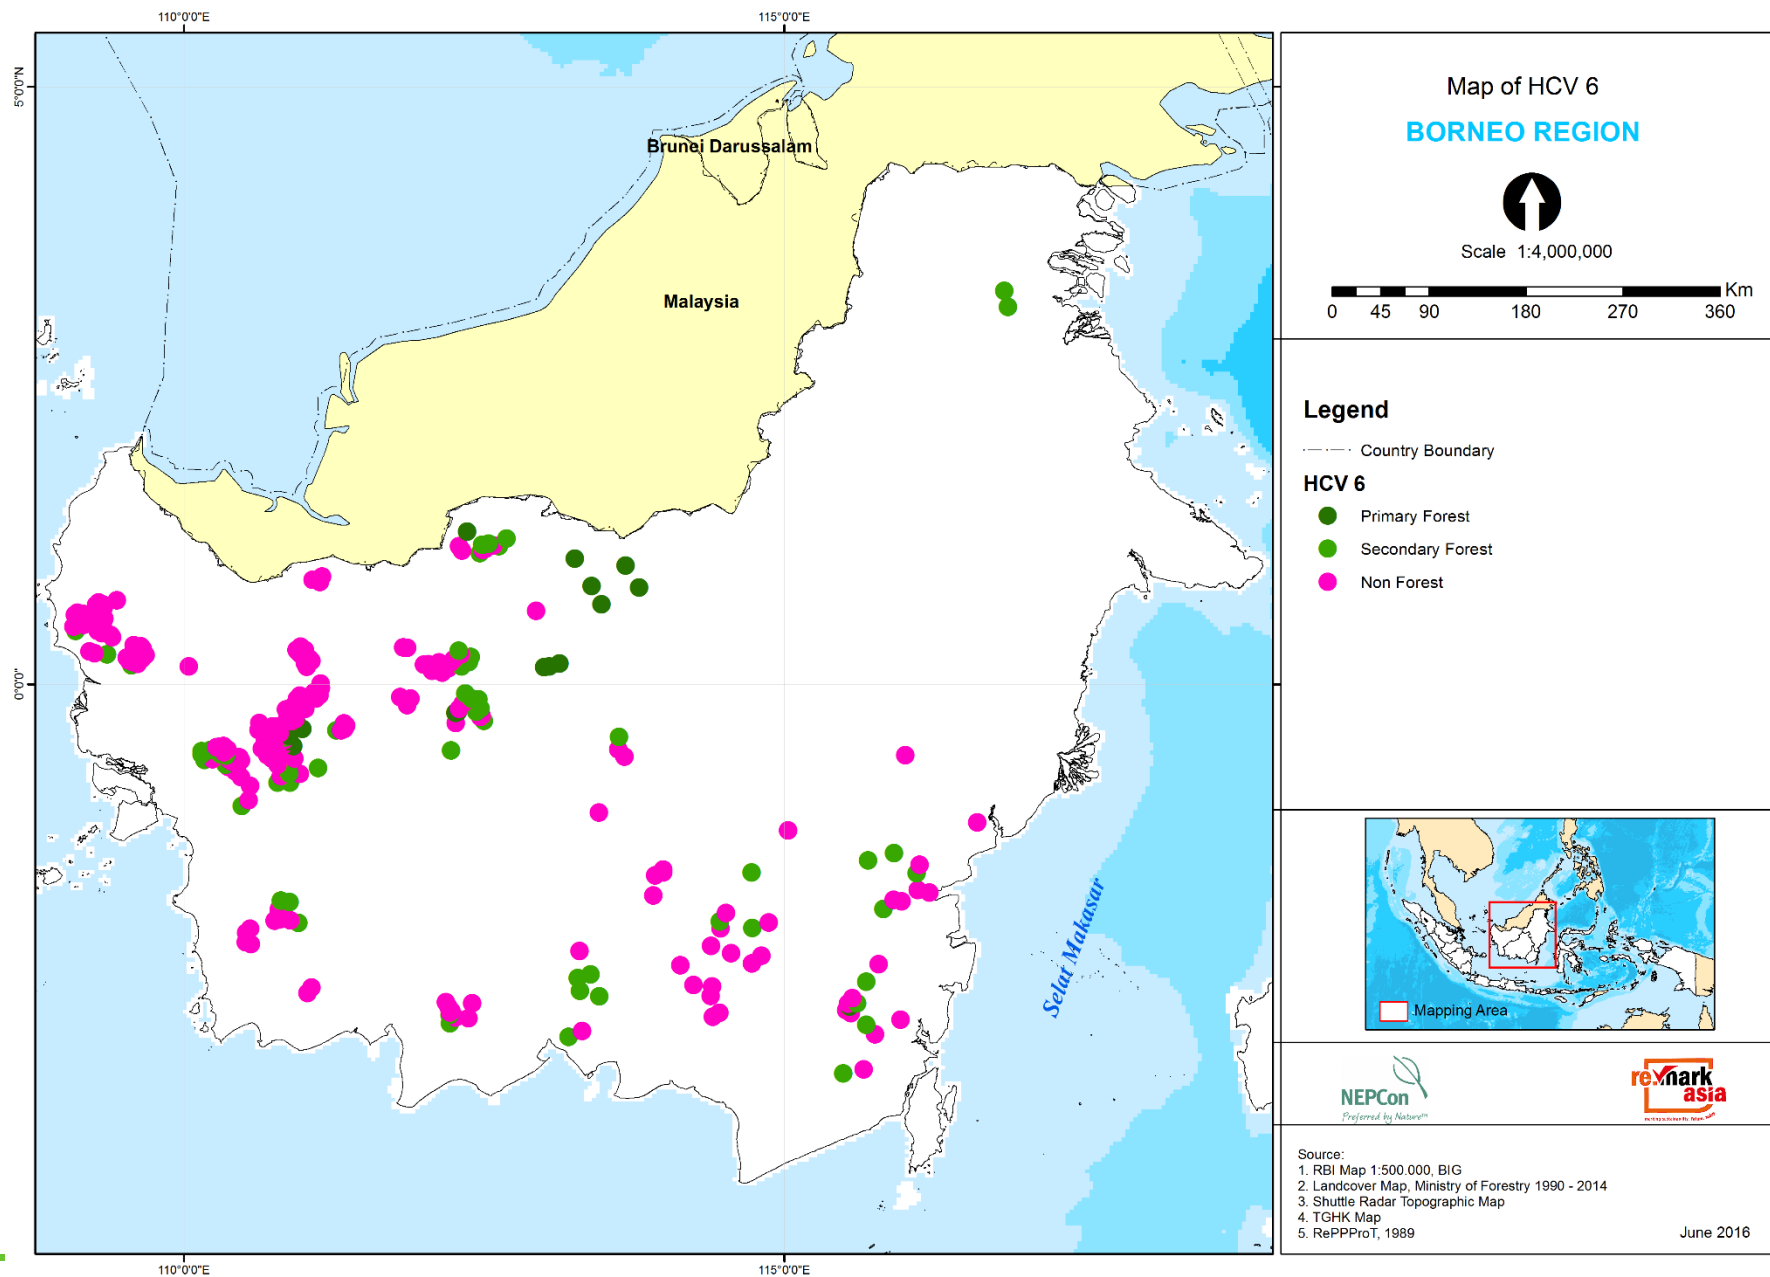 110°0'0"E
115°0'0"E
5°0'0"N
0°0'0"
Brunei Darussalam
Malaysia
Selat Makasar
110°0'0"E
115°0'0"E
Map of HCV 6
BORNEO REGION
Scale 1:4,000,000
Km
0 45 90 180 270 360
Legend
Country Boundary
HCV 6
Primary Forest
Secondary Forest
Non Forest
Mapping Area
NEPCon
Preferred by Nature™
re:mark
asia
Source:
1. RBI Map 1:500.000, BIG
2. Landcover Map, Ministry of Forestry 1990 - 2014
3. Shuttle Radar Topographic Map
4. TGHK Map
5. RePPProT, 1989
June 2016